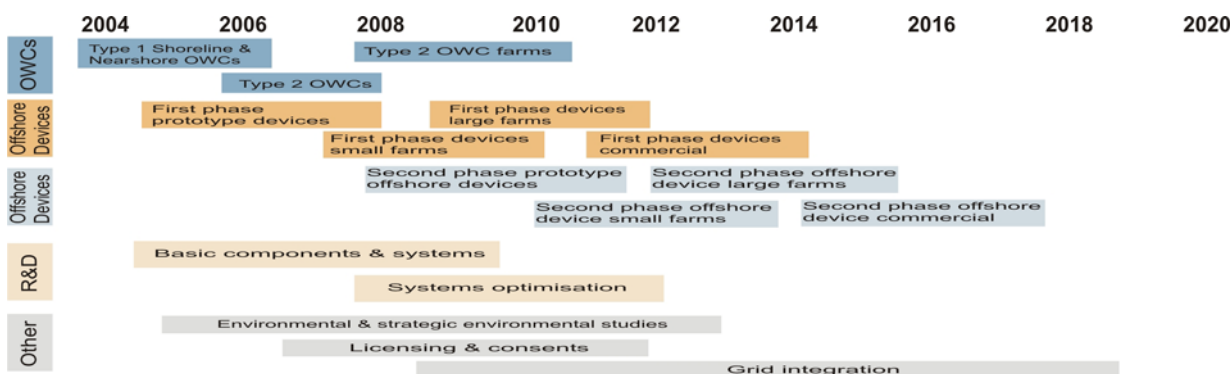 2004 2006 2008 2010 2012 2014 2016 2018 2020
OWCs
Type 1 Shoreline &
Nearshore OWCs
Type 2 OWC farms
Type 2 OWCs
Offshore
Devices
First phase
prototype devices
First phase devices
large farms
First phase devices
small farms
First phase devices
commercial
Offshore
Devices
Second phase prototype
offshore devices
Second phase offshore
device large farms
Second phase offshore
device small farms
Second phase offshore
device commercial
R&D
Basic components & systems
Systems optimisation
Other
Environmental & strategic environmental studies
Licensing & consents
Grid integration